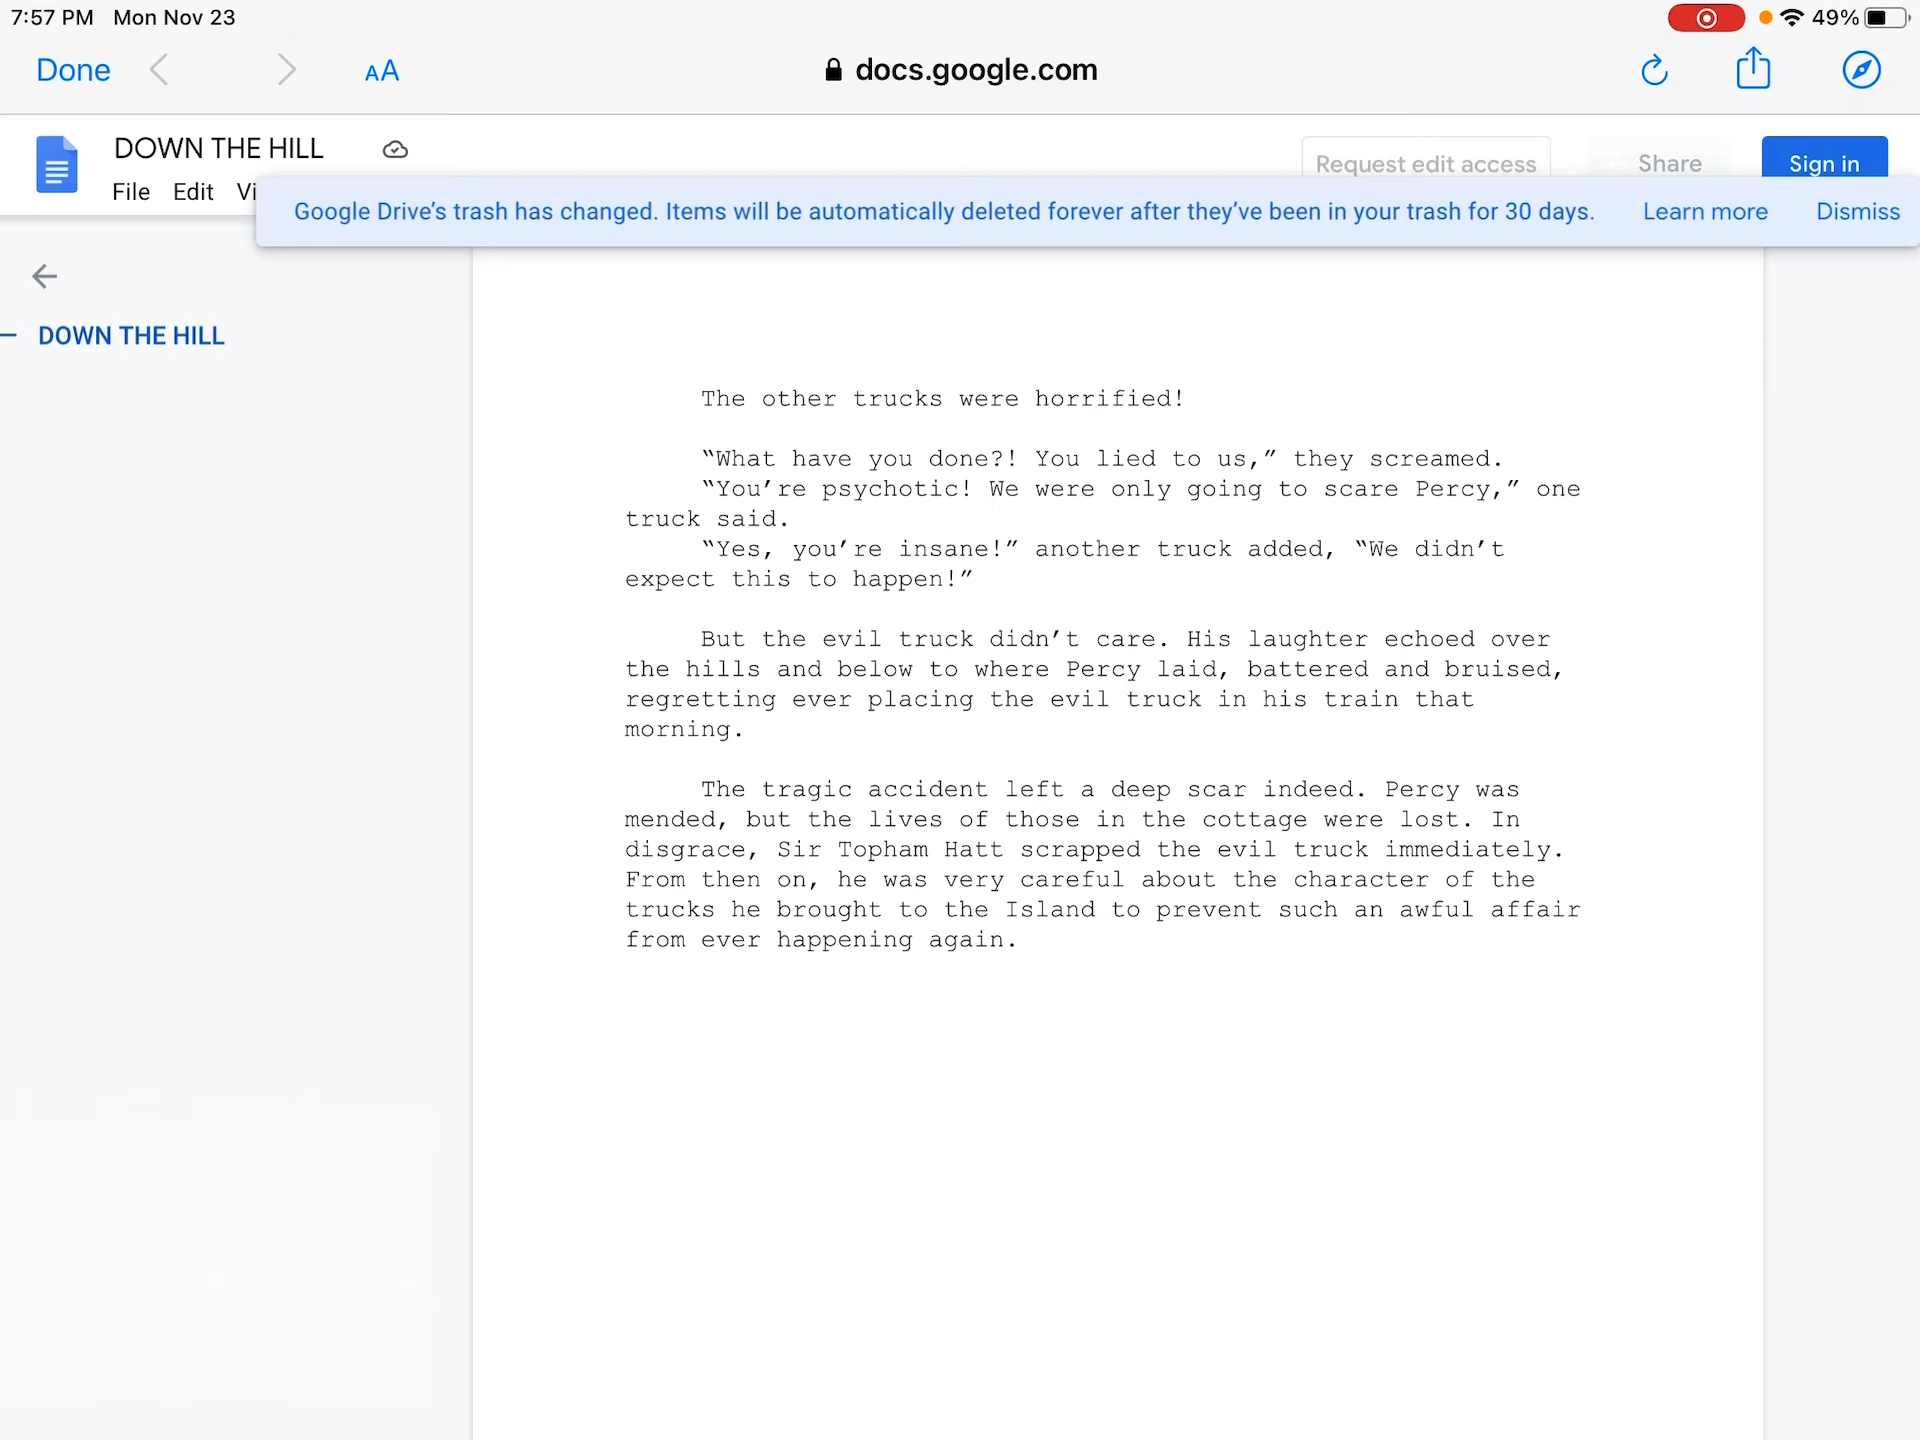 7:57 PM Mon Nov 23
49%
Done
AA
docs.google.com
DOWN THE HILL
Request edit access
Share
Sign in
File Edit Vi
Google Drive’s trash has changed. Items will be automatically deleted forever after they’ve been in your trash for 30 days. Learn more Dismiss
DOWN THE HILL
The other trucks were horrified!
“What have you done?! You lied to us,” they screamed.
“You’re psychotic! We were only going to scare Percy,” one
truck said.
“Yes, you’re insane!” another truck added, “We didn’t
expect this to happen!”
But the evil truck didn’t care. His laughter echoed over
the hills and below to where Percy laid, battered and bruised,
regretting ever placing the evil truck in his train that
morning.
The tragic accident left a deep scar indeed. Percy was
mended, but the lives of those in the cottage were lost. In
disgrace, Sir Topham Hatt scrapped the evil truck immediately.
From then on, he was very careful about the character of the
trucks he brought to the Island to prevent such an awful affair
from ever happening again.